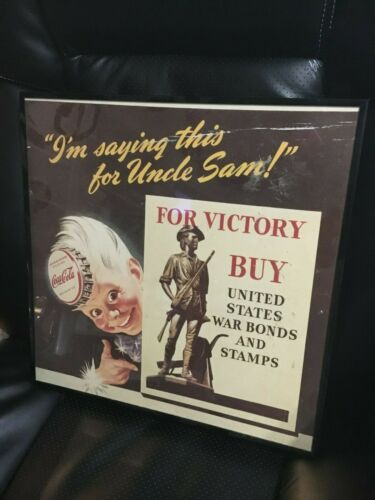 "I'm saying this
for Uncle Sam!"
FOR VICTORY
BUY
UNITED
STATES
WAR BONDS
AND
STAMPS
Coca-Cola